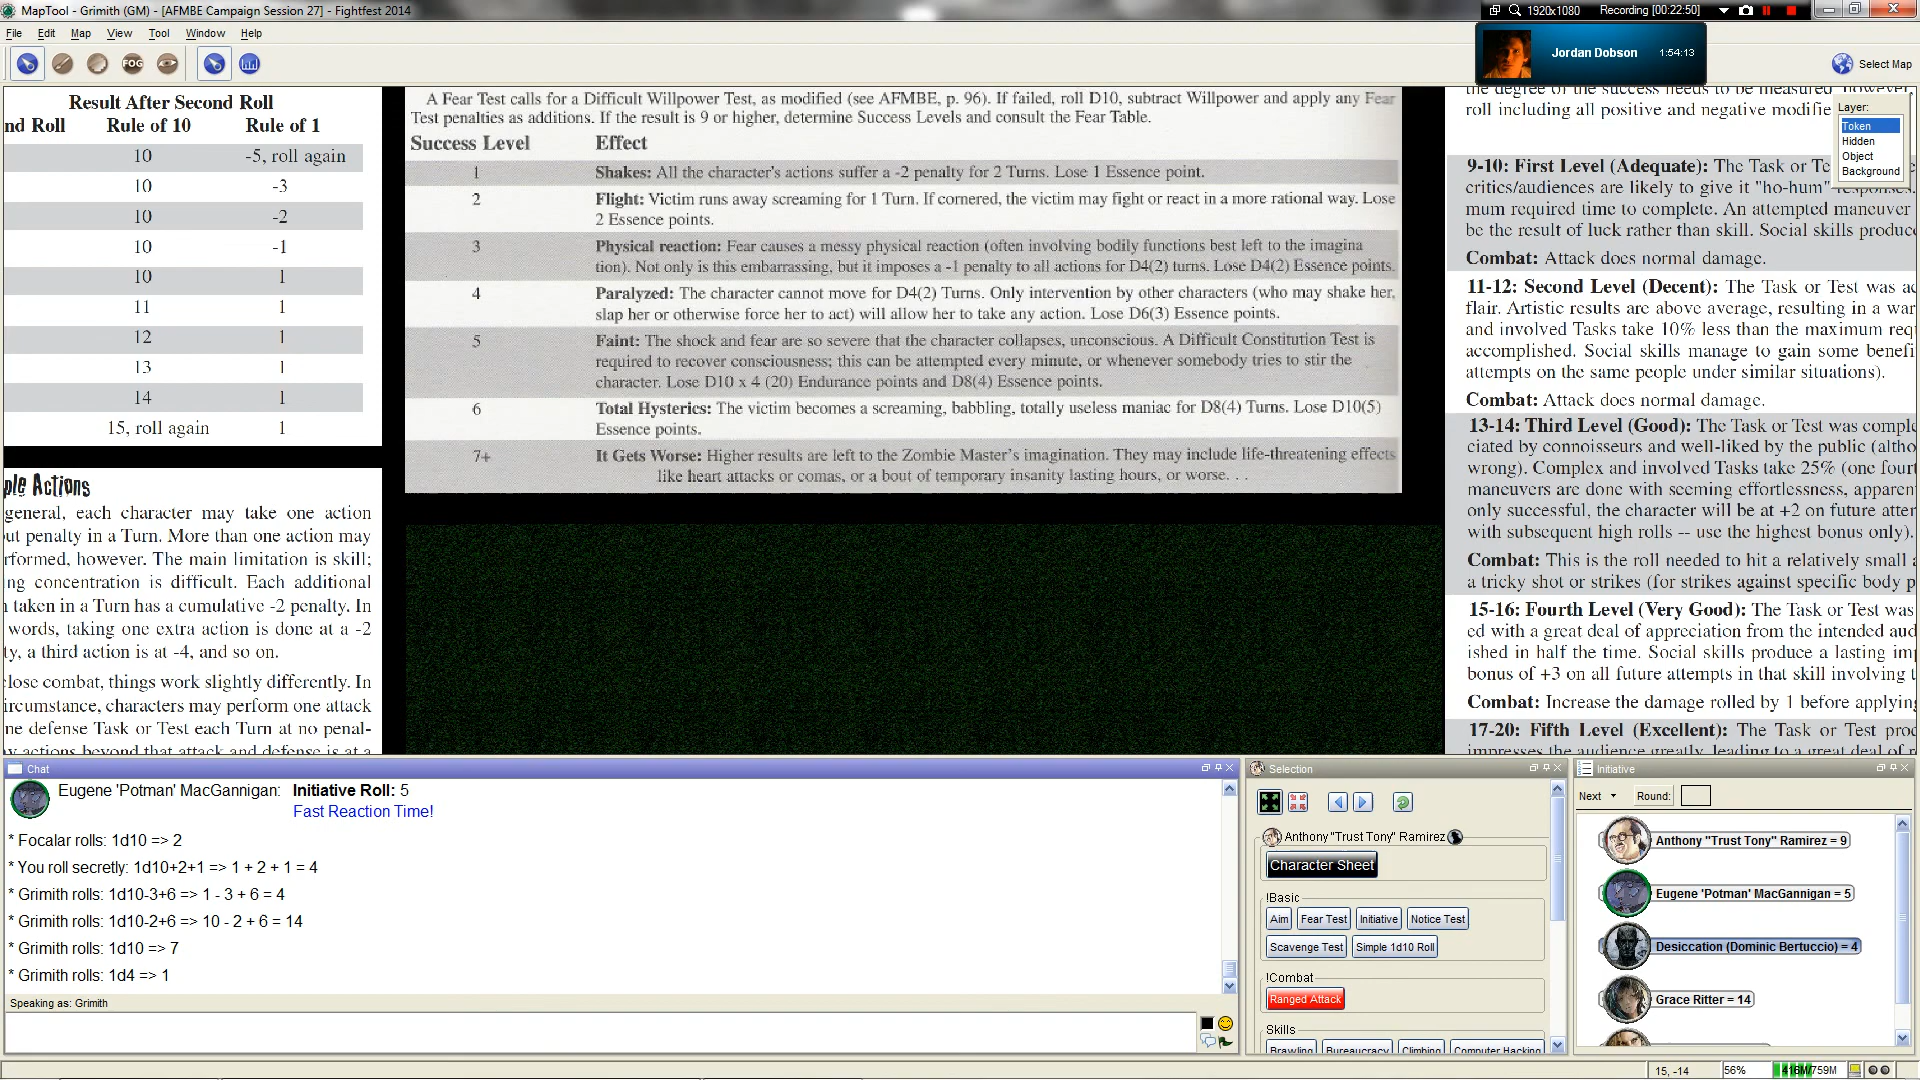 MapTool - Grimith (GM) - [AFMBE Campaign Session 27] - Fightfest 2014
1920x1080
Recording [00:22:50]
File Edit Map View Tool Window Help
Jordan Dobson 1:54:13
FOG
Select Map
Result After Second Roll
nd Roll Rule of 10 Rule of 1
10 -5, roll again
10 -3
10 -2
10 -1
10 1
11 1
12 1
13 1
14 1
15, roll again 1
ple Actions
general, each character may take one action
ut penalty in a Turn. More than one action may
rformed, however. The main limitation is skill;
ng concentration is difficult. Each additional
n taken in a Turn has a cumulative -2 penalty. In
words, taking one extra action is done at a -2
ty, a third action is at -4, and so on.
lose combat, things work slightly differently. In
ircumstance, characters may perform one attack
ne defense Task or Test each Turn at no penal-
y actions beyond that attack and defense is at a
A Fear Test calls for a Difficult Willpower Test, as modified (see AFMBE, p. 96). If failed, roll D10, subtract Willpower and apply any Fear
Test penalties as additions. If the result is 9 or higher, determine Success Levels and consult the Fear Table.
Success Level Effect
1 Shakes: All the character's actions suffer a -2 penalty for 2 Turns. Lose 1 Essence point.
2 Flight: Victim runs away screaming for 1 Turn. If cornered, the victim may fight or react in a more rational way. Lose
2 Essence points.
3 Physical reaction: Fear causes a messy physical reaction (often involving bodily functions best left to the imagina
tion). Not only is this embarrassing, but it imposes a -1 penalty to all actions for D4(2) turns. Lose D4(2) Essence points.
4 Paralyzed: The character cannot move for D4(2) Turns. Only intervention by other characters (who may shake her,
slap her or otherwise force her to act) will allow her to take any action. Lose D6(3) Essence points.
5 Faint: The shock and fear are so severe that the character collapses, unconscious. A Difficult Constitution Test is
required to recover consciousness; this can be attempted every minute, or whenever somebody tries to stir the
character. Lose D10 x 4 (20) Endurance points and D8(4) Essence points.
6 Total Hysterics: The victim becomes a screaming, babbling, totally useless maniac for D8(4) Turns. Lose D10(5)
Essence points.
7+ It Gets Worse: Higher results are left to the Zombie Master's imagination. They may include life-threatening effects
like heart attacks or comas, or a bout of temporary insanity lasting hours, or worse. . .
the degree of the success needs to be measured, however,
roll including all positive and negative modifie
Layer:
Token
Hidden
Object
Background
9-10: First Level (Adequate): The Task or Te
critics/audiences are likely to give it "ho-hum" responses.
mum required time to complete. An attempted maneuver
be the result of luck rather than skill. Social skills produc
Combat: Attack does normal damage.
11-12: Second Level (Decent): The Task or Test was ac
flair. Artistic results are above average, resulting in a war
and involved Tasks take 10% less than the maximum req
accomplished. Social skills manage to gain some benefi
attempts on the same people under similar situations).
Combat: Attack does normal damage.
13-14: Third Level (Good): The Task or Test was comple
ciated by connoisseurs and well-liked by the public (altho
wrong). Complex and involved Tasks take 25% (one fourt
maneuvers are done with seeming effortlessness, apparen
only successful, the character will be at +2 on future atter
with subsequent high rolls -- use the highest bonus only).
Combat: This is the roll needed to hit a relatively small a
a tricky shot or strikes (for strikes against specific body p
15-16: Fourth Level (Very Good): The Task or Test was
ed with a great deal of appreciation from the intended aud
ished in half the time. Social skills produce a lasting imp
bonus of +3 on all future attempts in that skill involving t
Combat: Increase the damage rolled by 1 before applying
17-20: Fifth Level (Excellent): The Task or Test proc
impresses the audience greatly, leading to a great deal of r
Chat
Eugene 'Potman' MacGannigan: Initiative Roll: 5
Fast Reaction Time!
* Focalar rolls: 1d10 => 2
* You roll secretly: 1d10+2+1 => 1 + 2 + 1 = 4
* Grimith rolls: 1d10-3+6 => 1 - 3 + 6 = 4
* Grimith rolls: 1d10-2+6 => 10 - 2 + 6 = 14
* Grimith rolls: 1d10 => 7
* Grimith rolls: 1d4 => 1
Speaking as: Grimith
Selection
Anthony "Trust Tony" Ramirez
Character Sheet
!Basic
Aim Fear Test Initiative Notice Test
Scavenge Test Simple 1d10 Roll
!Combat
Ranged Attack
Skills
Brawling Bureaucracy Climbing Computer Hacking
Initiative
Next Round:
Anthony "Trust Tony" Ramirez = 9
Eugene 'Potman' MacGannigan = 5
Desiccation (Dominic Bertuccio) = 4
Grace Ritter = 14
15, -14 56% 416M/759M